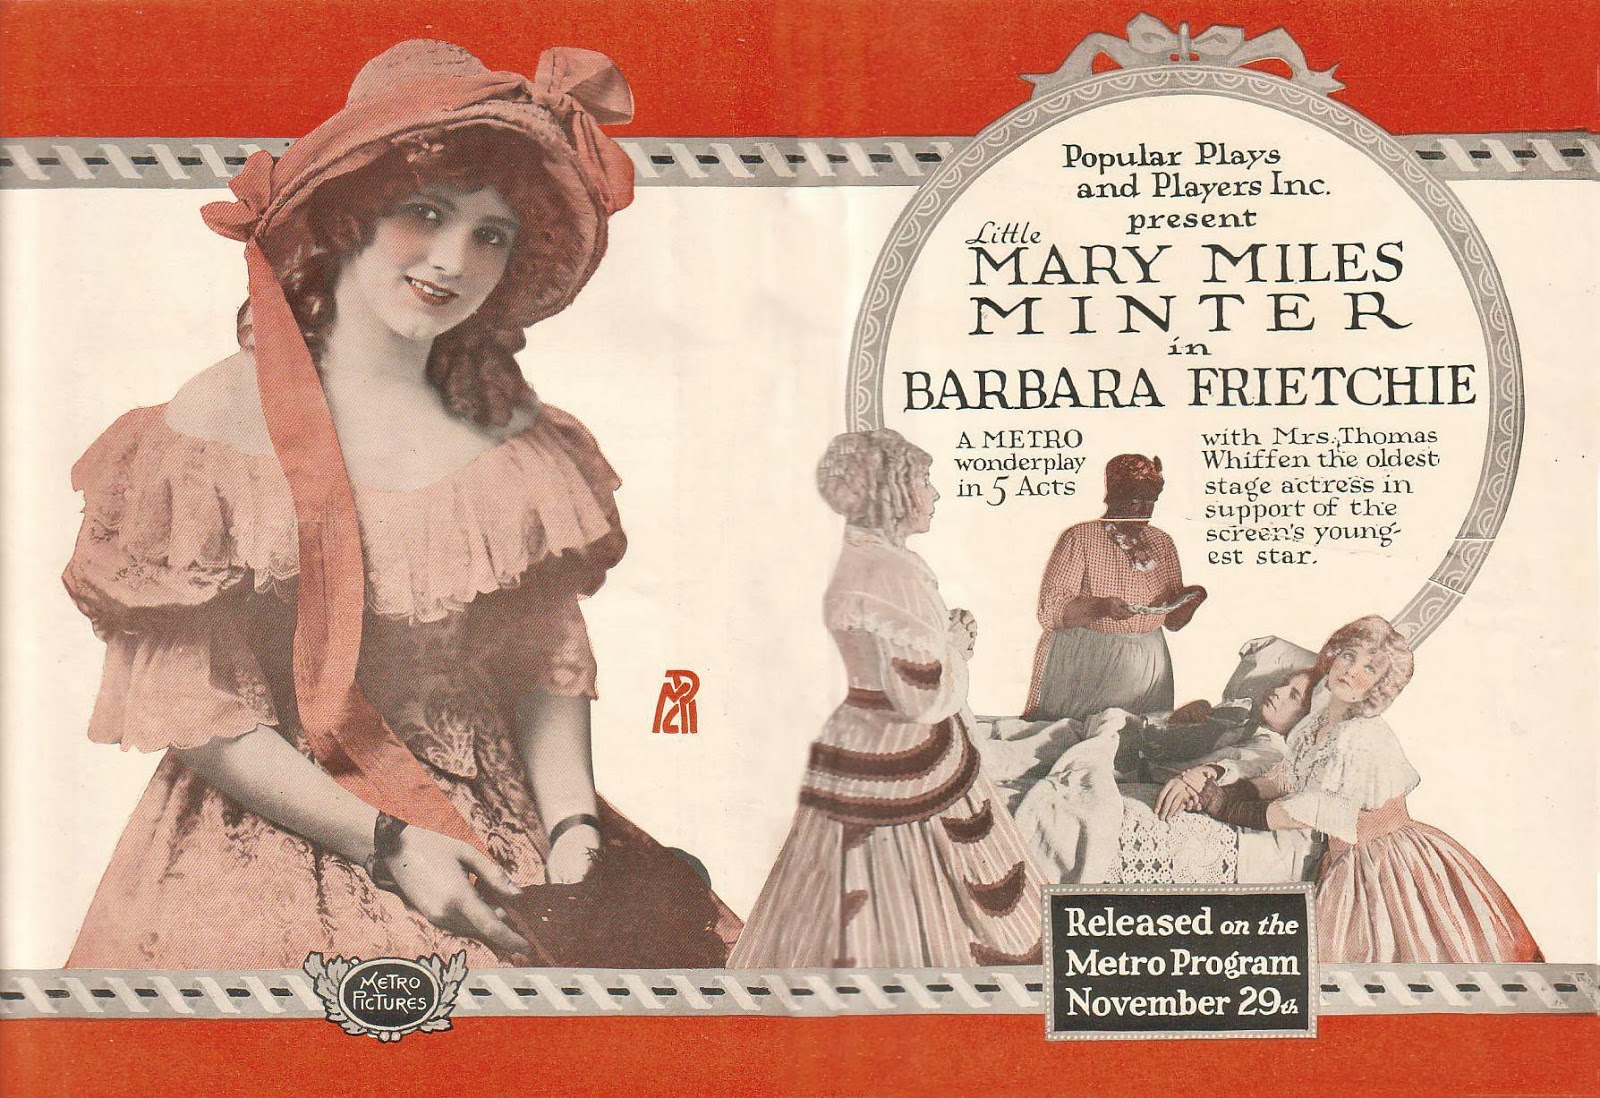 Popular Plays
and Players Inc.
present
Little
MARY MILES
MINTER
in
BARBARA FRIETCHIE
A METRO
wonderplay
in 5 Acts
with Mrs. Thomas
Whiffen the oldest
stage actress in
support of the
screen's young-
est star.
Released on the
Metro Program
November 29th
METRO
PICTURES